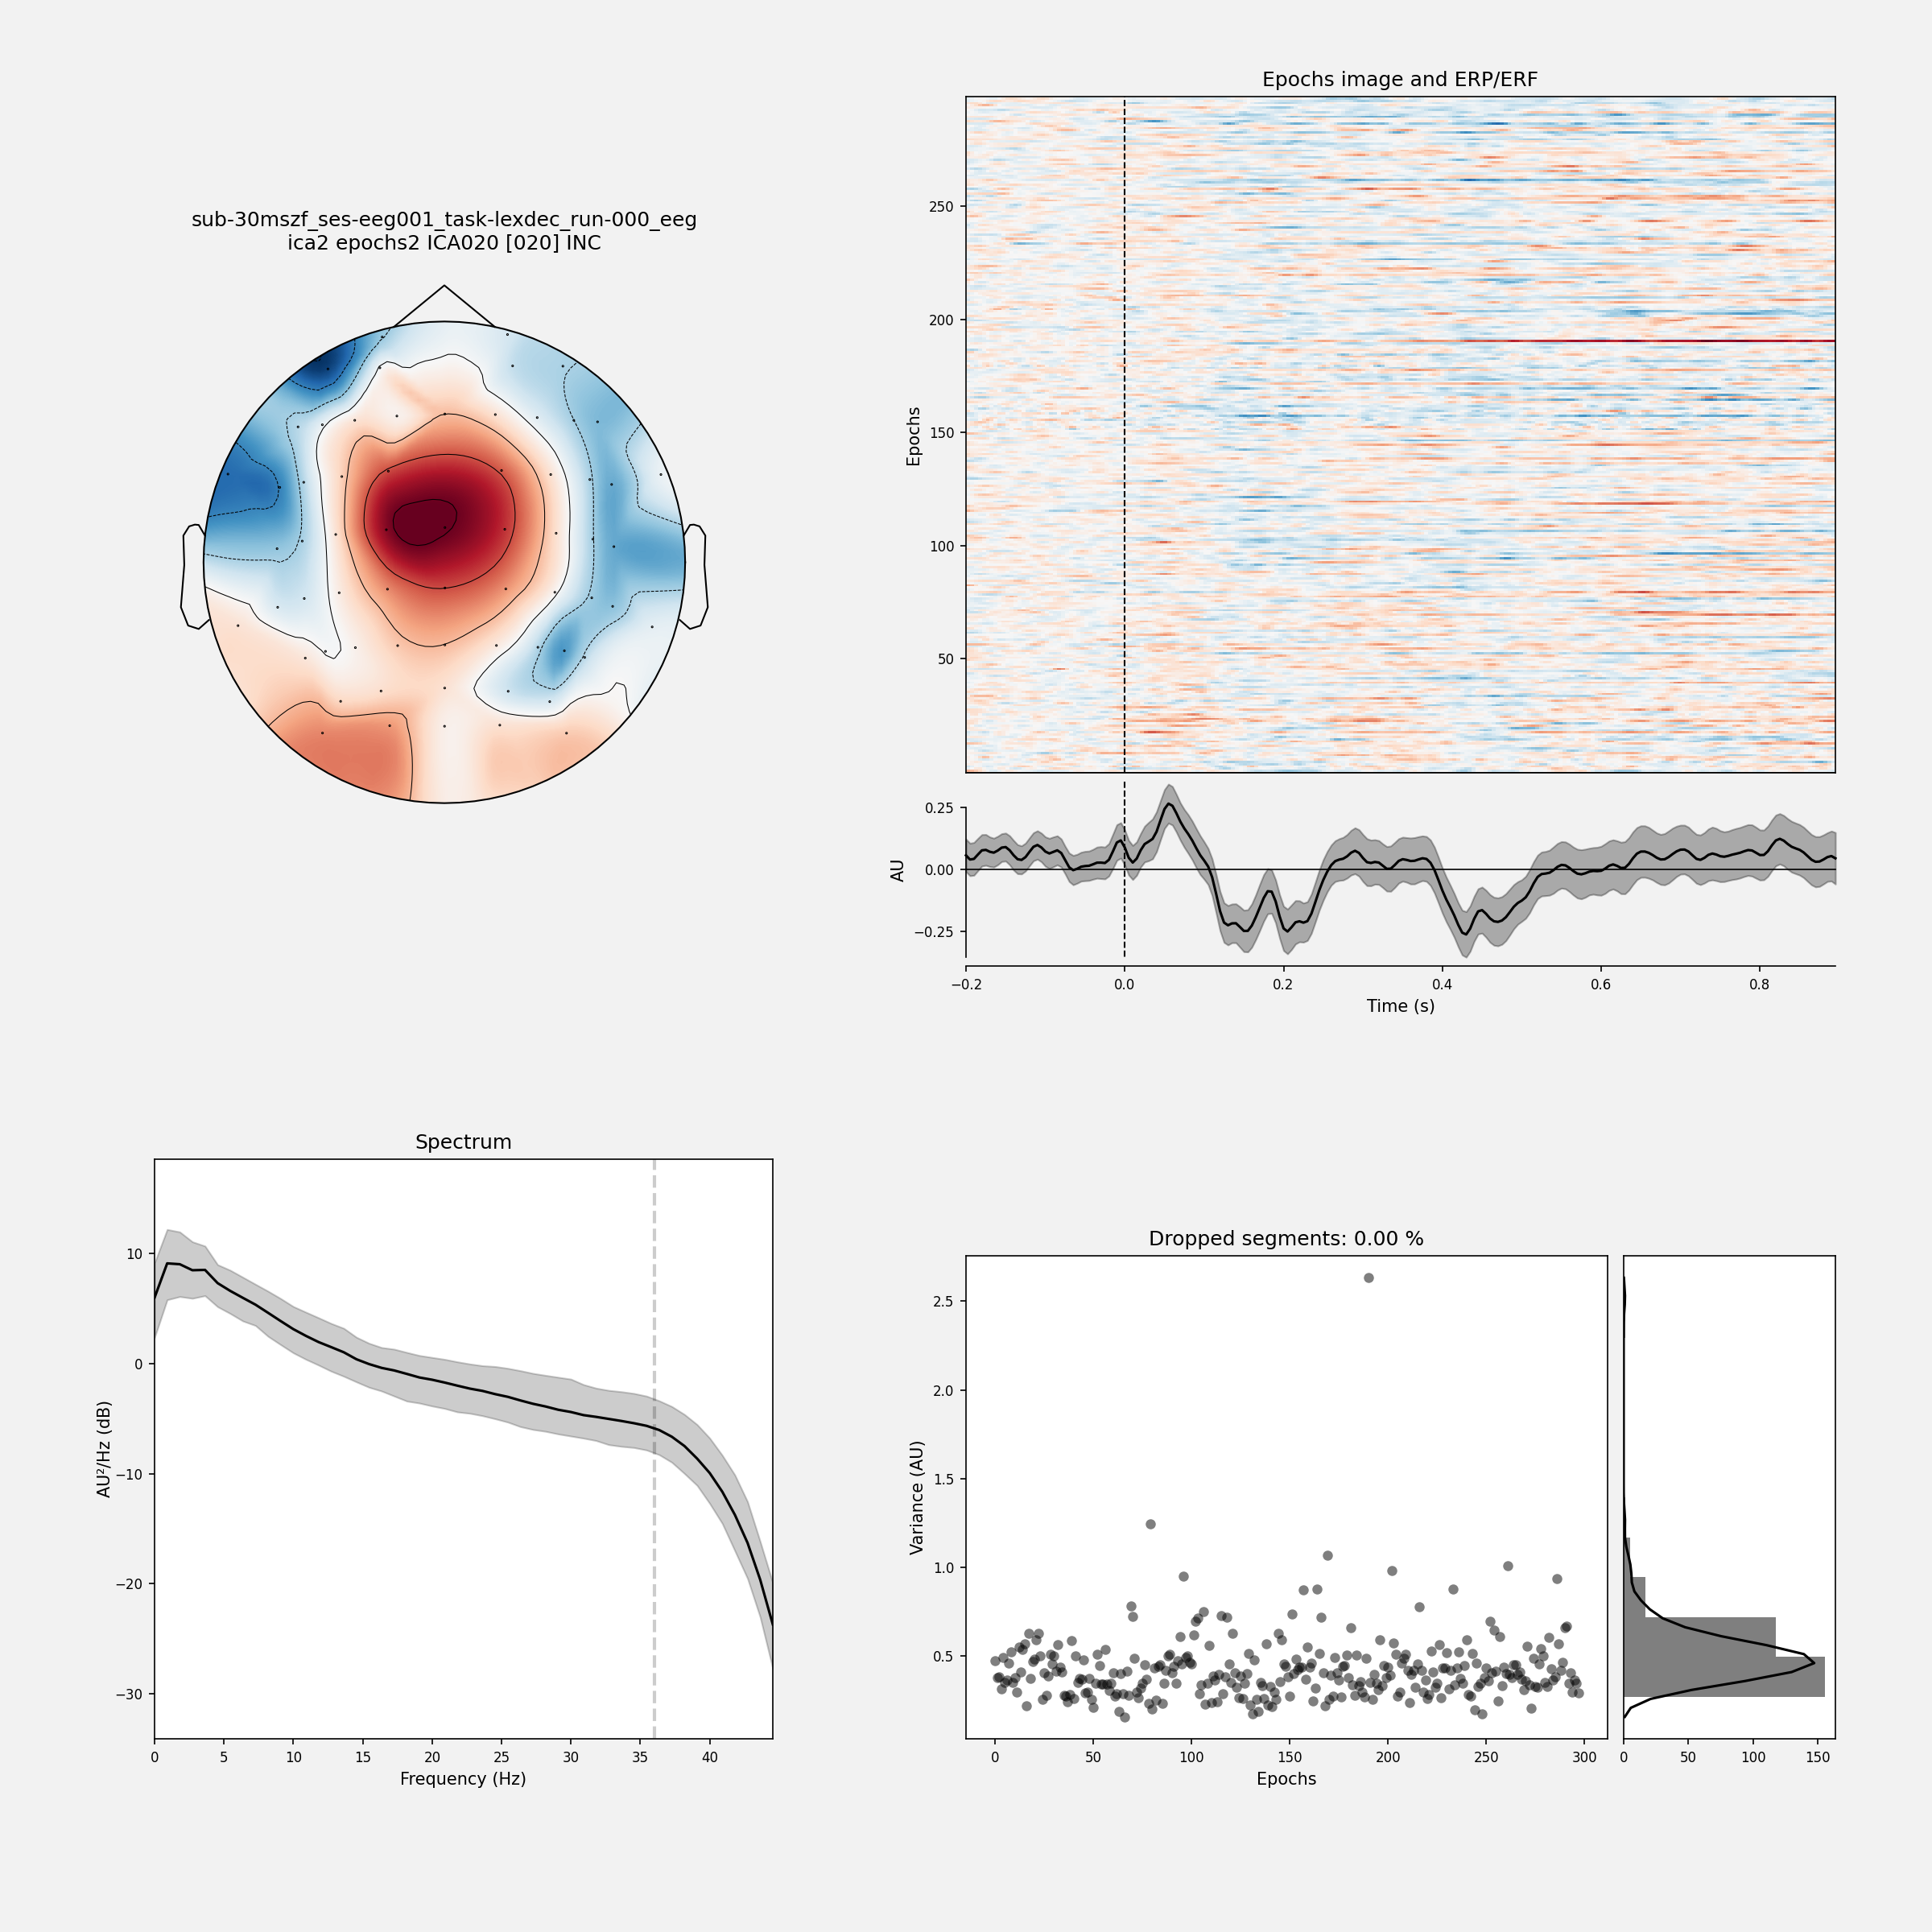 sub-30mszf_ses-eeg001_task-lexdec_run-000_eeg
ica2 epochs2 ICA020 [020] INC
Epochs image and ERP/ERF
Epochs
250
200
150
100
50
AU
0.25
0.00
−0.25
−0.2 0.0 0.2 0.4 0.6 0.8
Time (s)
Spectrum
AU²/Hz (dB)
10
0
−10
−20
−30
0 5 10 15 20 25 30 35 40
Frequency (Hz)
Dropped segments: 0.00 %
Variance (AU)
2.5
2.0
1.5
1.0
0.5
0 50 100 150 200 250 300
Epochs
0 50 100 150